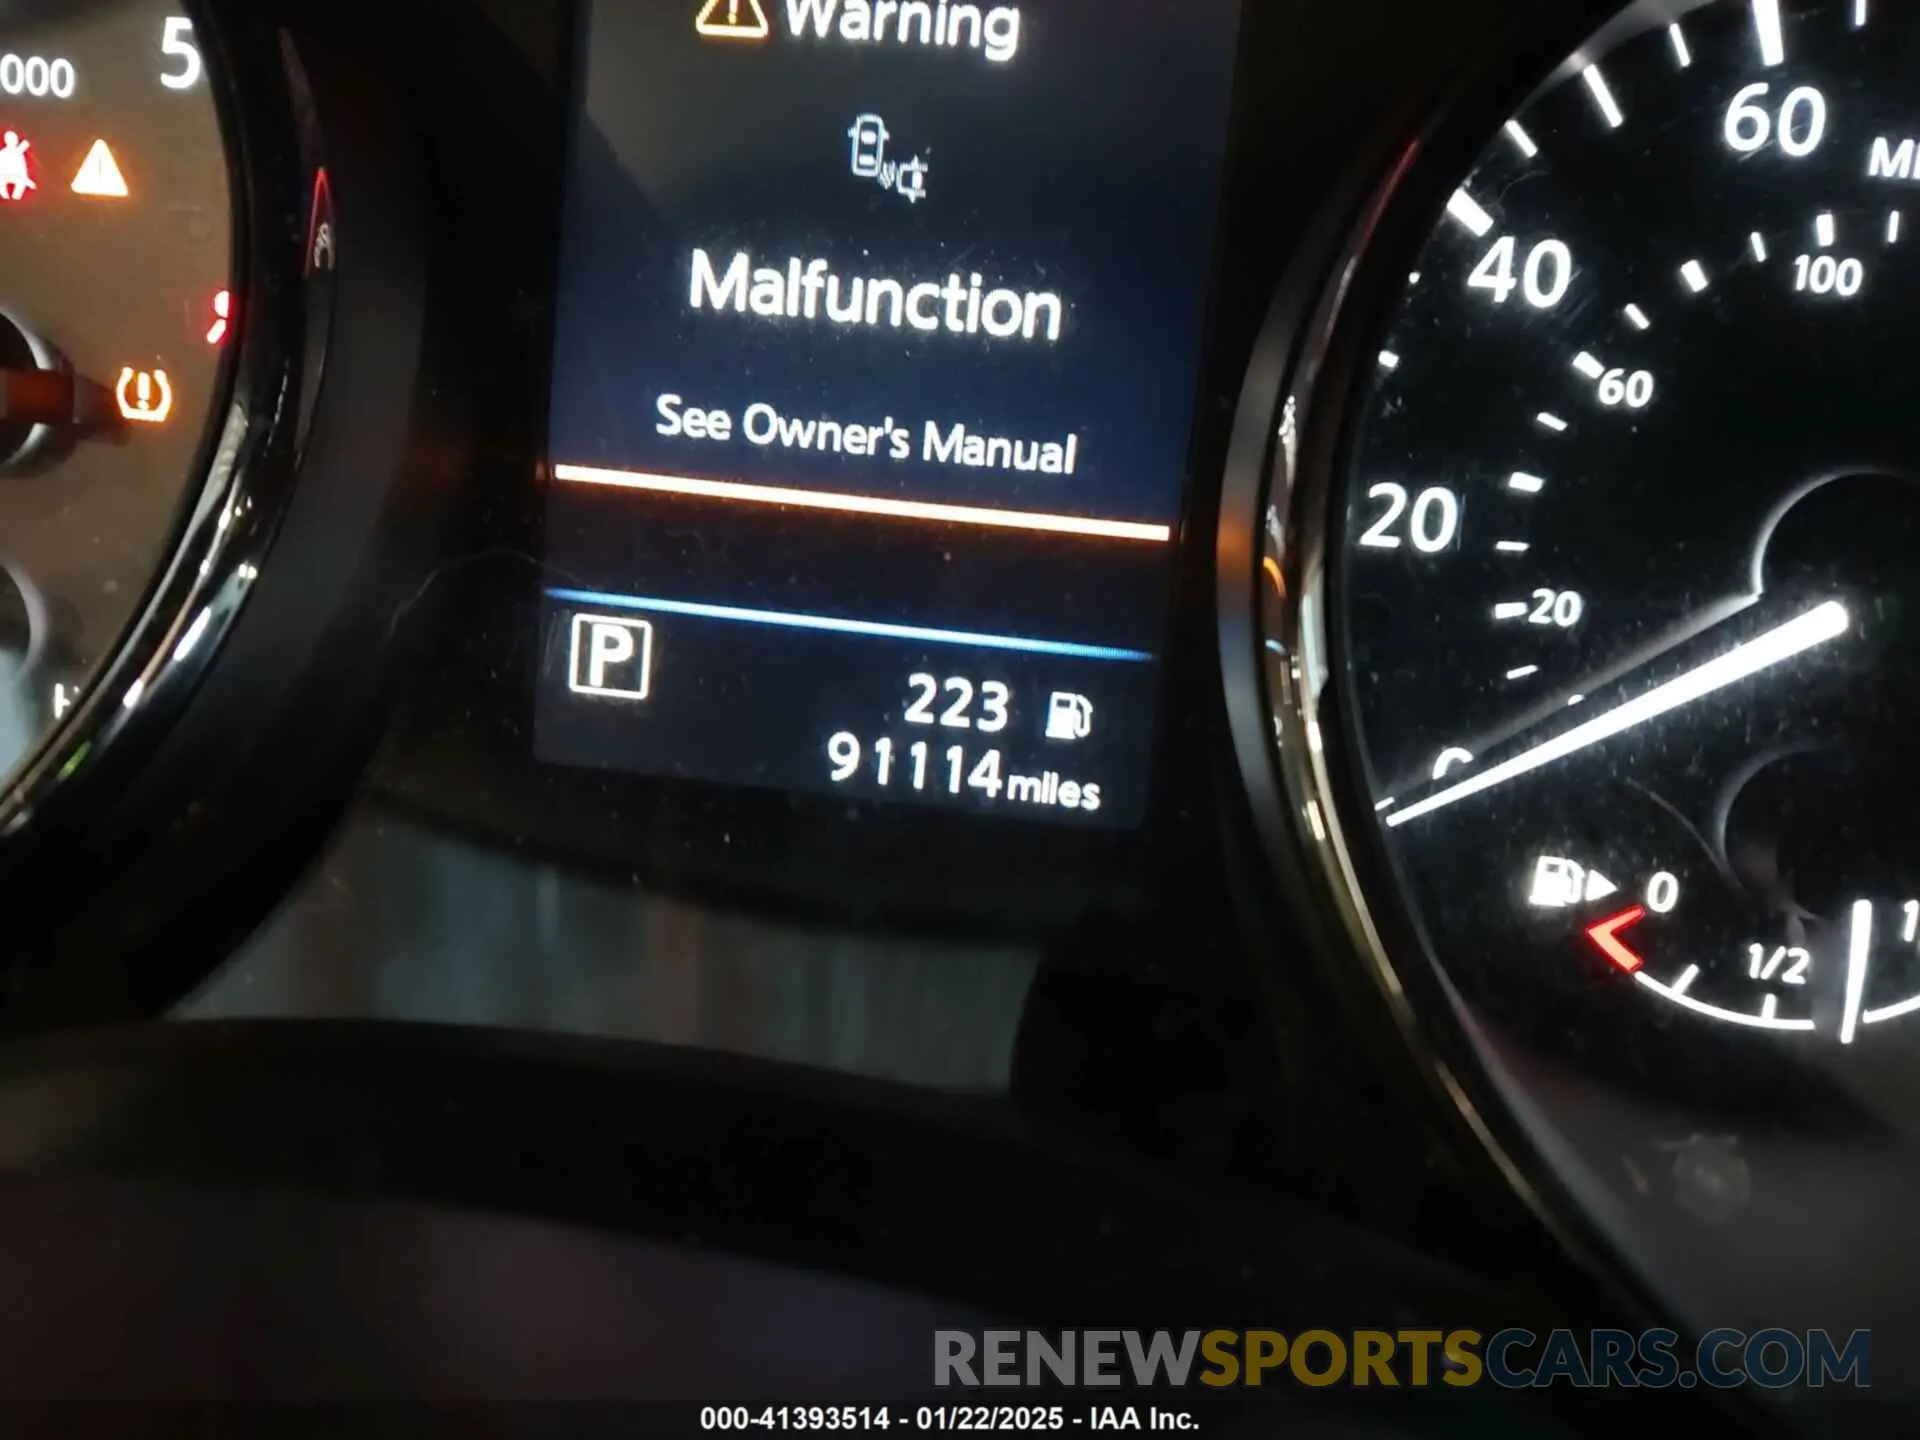 Warning
Malfunction
See Owner's Manual
P
223
91114 miles
000
5
60
40
20
100
60
20
0
1/2
RENEWSPORTSCARS.COM
000-41393514 - 01/22/2025 - IAA Inc.